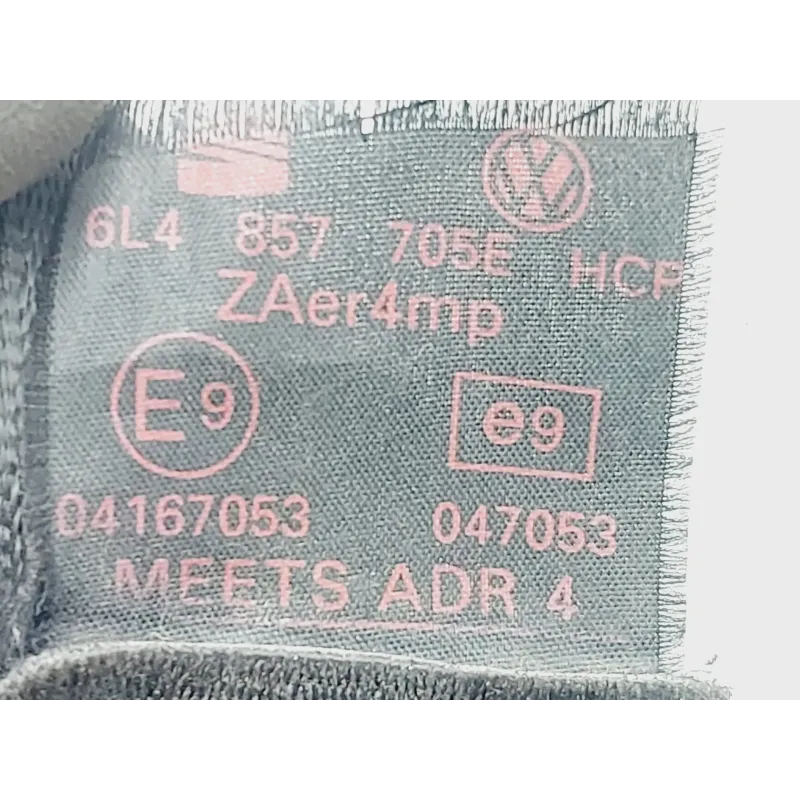 6L4 857 705E HCP
ZAer4mp
E9 e9
04167053 047053
MEETS ADR 4